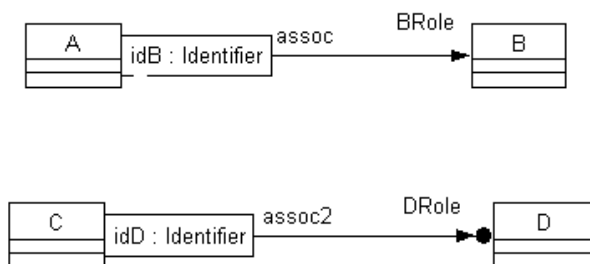 BRole
A
assoc
B
idB : Identifier
DRole
C
assoc2
D
idD : Identifier